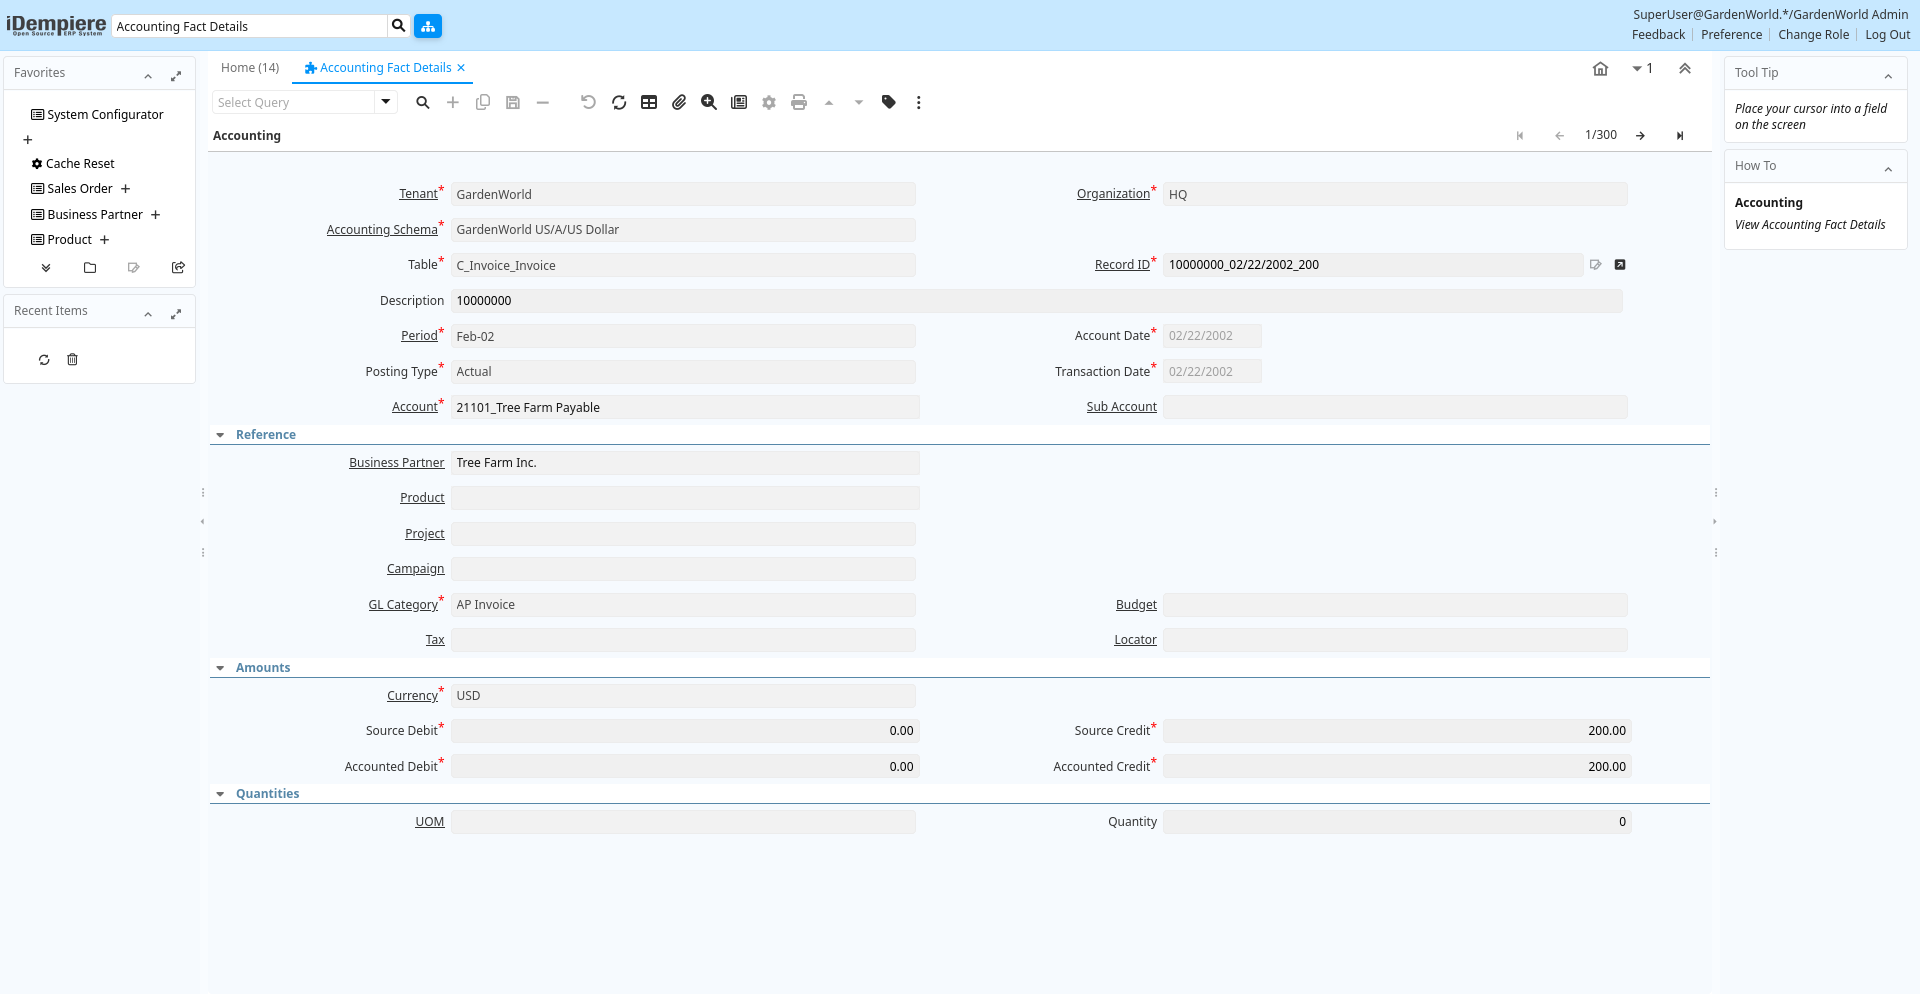 iDempiere
Open Source ERP System
Accounting Fact Details
SuperUser@GardenWorld.*/GardenWorld Admin
Feedback
Preference
Change Role
Log Out
Favorites
System Configurator
Cache Reset
Sales Order
Business Partner
Product
Recent Items
Home (14)
Accounting Fact Details
1
Select Query
Accounting
1/300
Tenant* GardenWorld
Organization* HQ
Accounting Schema* GardenWorld US/A/US Dollar
Table* C_Invoice_Invoice
Record ID* 10000000_02/22/2002_200
Description 10000000
Period* Feb-02
Account Date* 02/22/2002
Posting Type* Actual
Transaction Date* 02/22/2002
Account* 21101_Tree Farm Payable
Sub Account
Reference
Business Partner Tree Farm Inc.
Product
Project
Campaign
GL Category* AP Invoice
Budget
Tax
Locator
Amounts
Currency* USD
Source Debit* 0.00
Source Credit* 200.00
Accounted Debit* 0.00
Accounted Credit* 200.00
Quantities
UOM
Quantity 0
Tool Tip
Place your cursor into a field
on the screen
How To
Accounting
View Accounting Fact Details